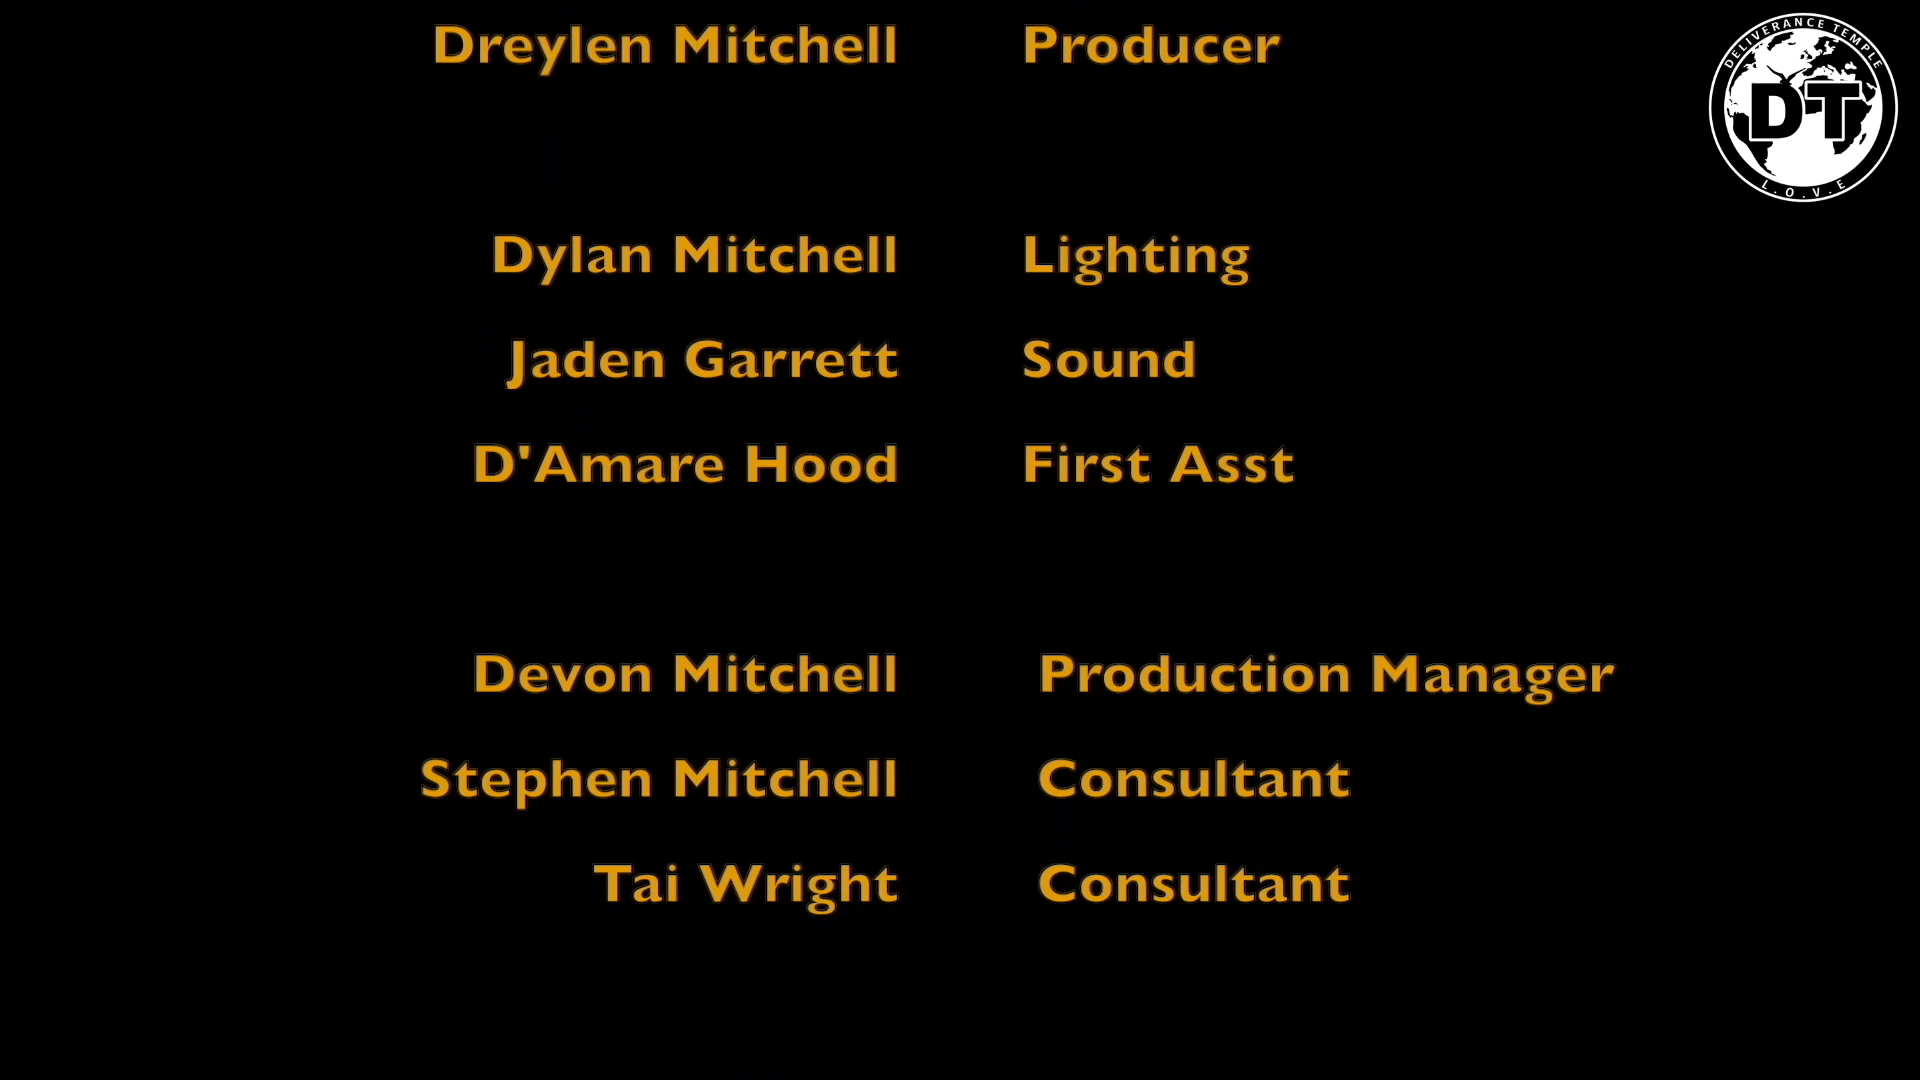 Dreylen Mitchell Producer
DELIVERANCE TEMPLE
DT
L.O.V.E
Dylan Mitchell Lighting
Jaden Garrett Sound
D'Amare Hood First Asst
Devon Mitchell Production Manager
Stephen Mitchell Consultant
Tai Wright Consultant